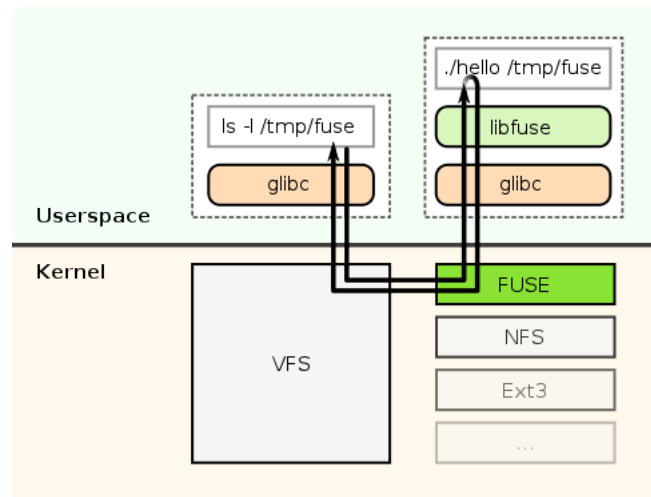 ./hello /tmp/fuse
ls -l /tmp/fuse
libfuse
glibc
glibc
Userspace
Kernel
FUSE
NFS
VFS
Ext3
...